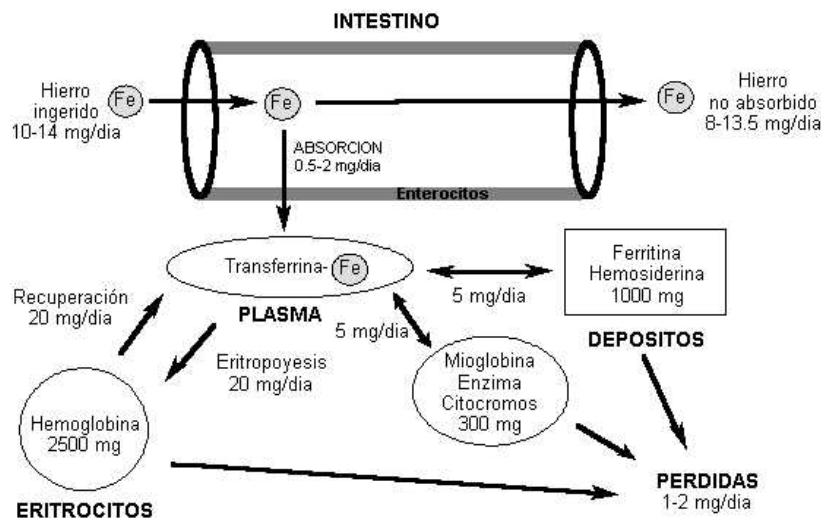 INTESTINO
Hierro
ingerido
10-14 mg/dia
Fe
Fe
Fe
Hierro
no absorbido
8-13.5 mg/dia
ABSORCION
0.5-2 mg/dia
Enterocitos
Transferrina-
Fe
PLASMA
Ferritina
Hemosiderina
1000 mg
DEPOSITOS
5 mg/dia
Recuperación
20 mg/dia
Eritropoyesis
20 mg/dia
5 mg/dia
Mioglobina
Enzima
Citocromos
300 mg
Hemoglobina
2500 mg
ERITROCITOS
PERDIDAS
1-2 mg/dia